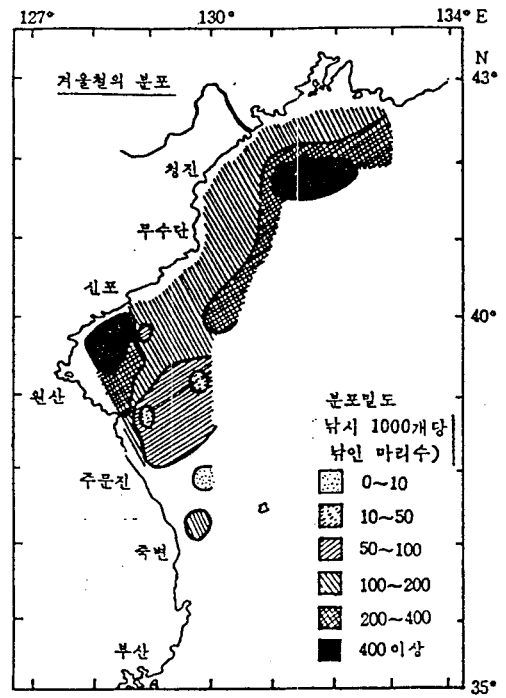 127° 130° 134° E
N
43°
겨울철의 분포
청진
무수단
신포
40°
원산
분포밀도
낚시 1000개당
낚인 마리수)
주문진
0~10
10~50
죽변
50~100
100~200
200~400
부산
400이상
35°